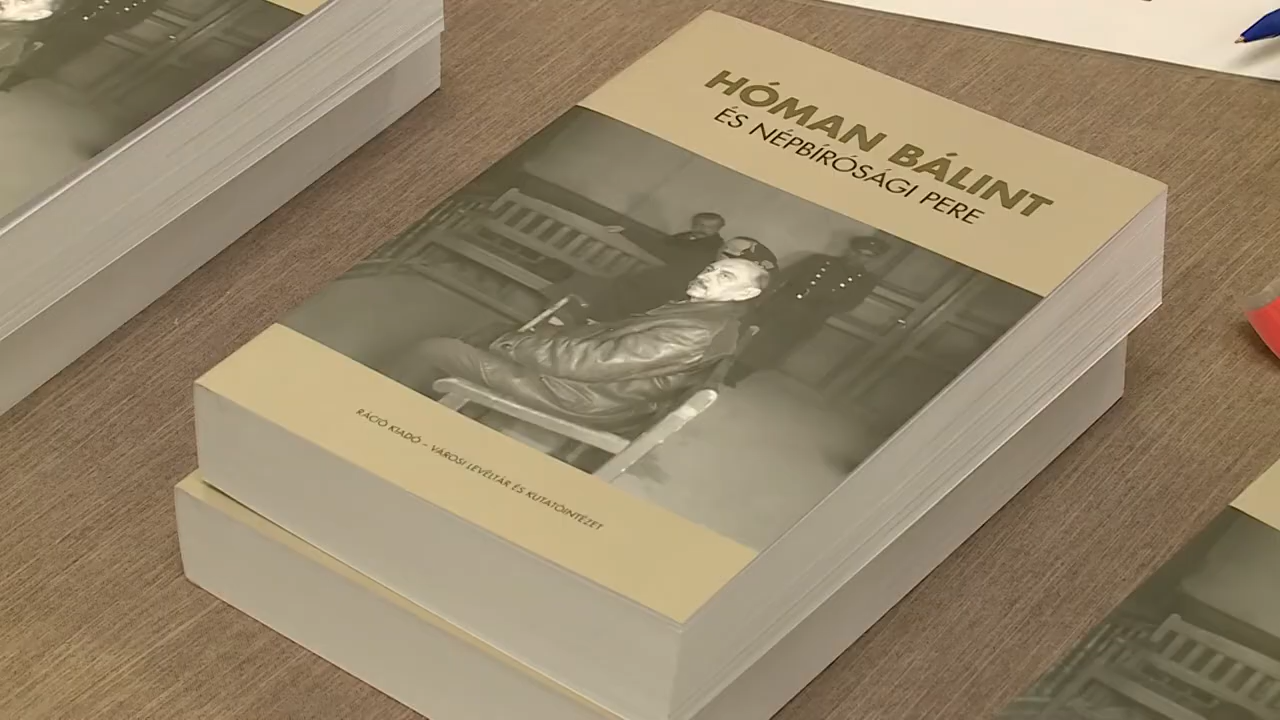 HÓMAN BÁLINT
ÉS NÉPBÍRÓSÁGI PERE
RÁCIÓ KIADÓ – VÁROSI LEVÉLTÁR ÉS KUTATÓINTÉZET